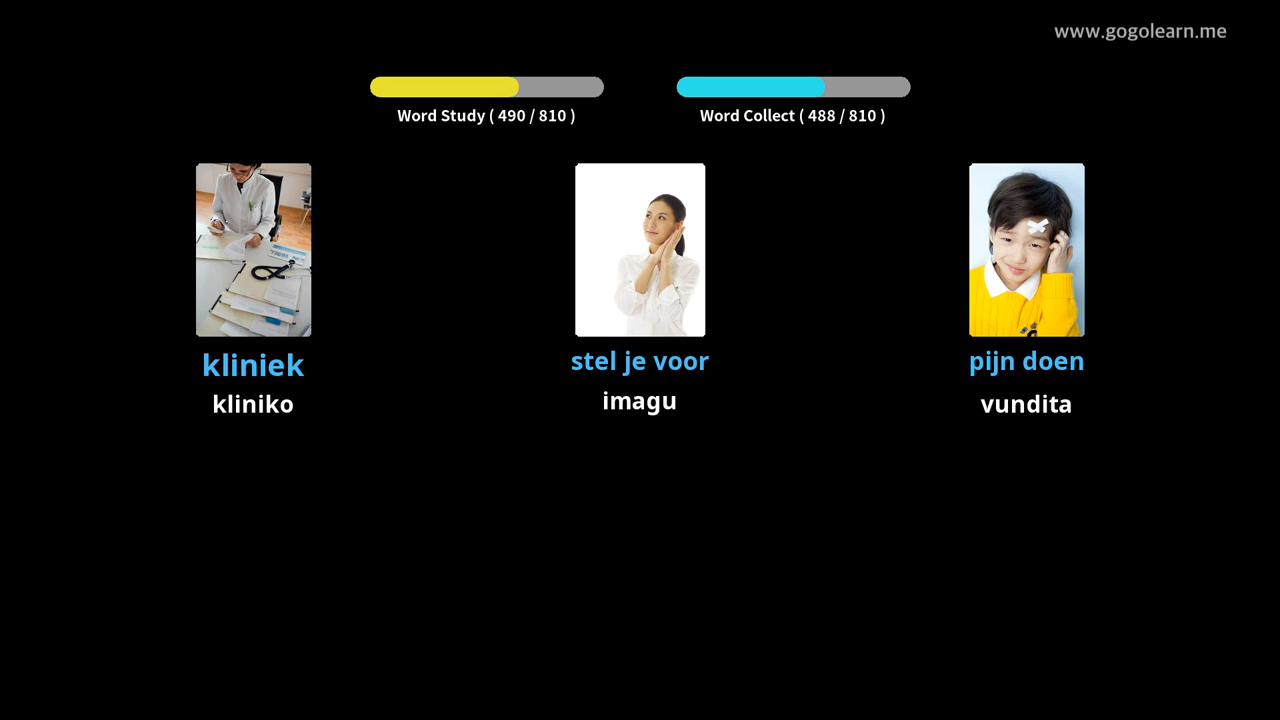 www.gogolearn.me
Word Study ( 490 / 810 )
Word Collect ( 488 / 810 )
kliniek
kliniko
stel je voor
imagu
pijn doen
vundita